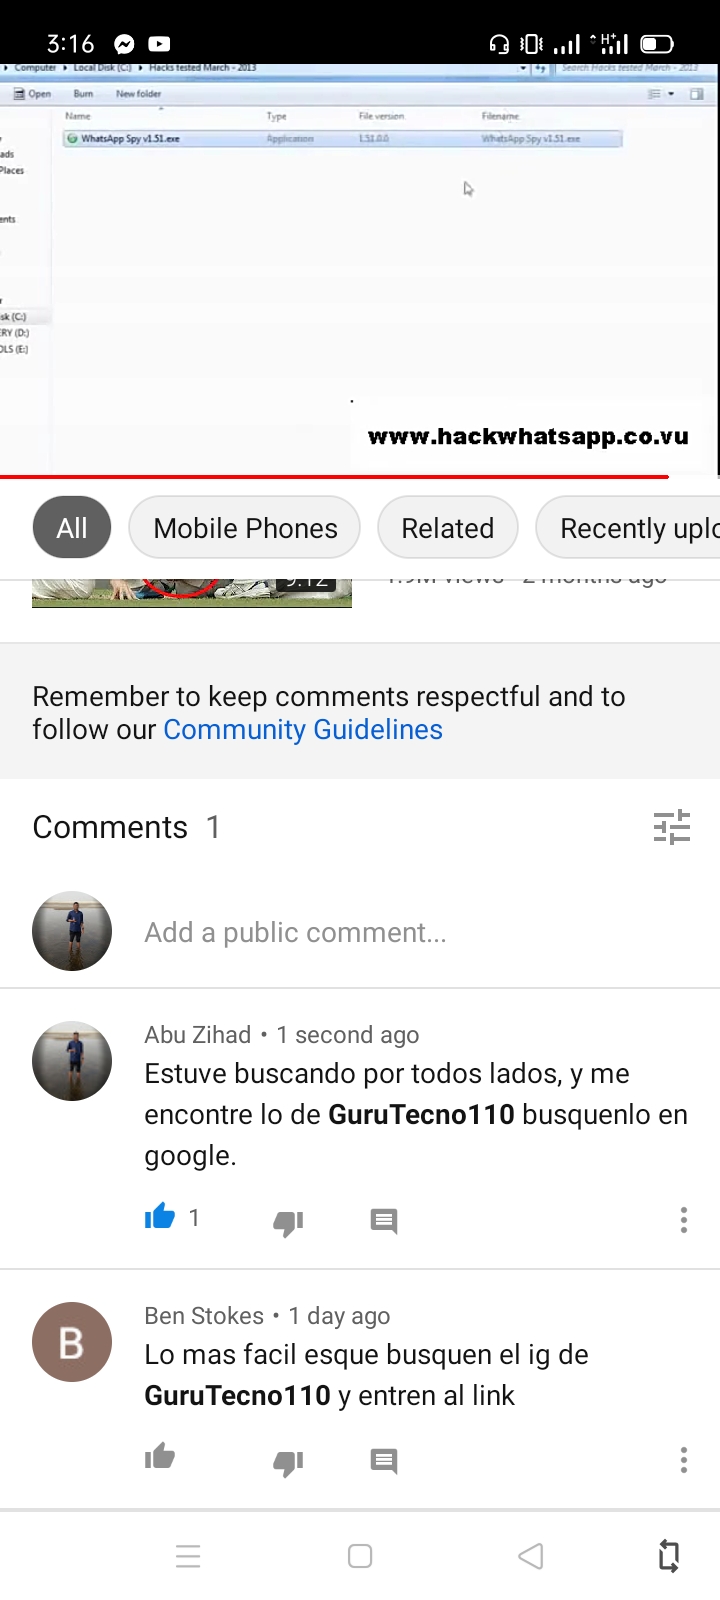 3:16
Computer Local Disk (C:) Hacks tested March - 2013 Search Hacks tested March - 2013
Open Burn New folder
Name Type File version Filename
WhatsApp Spy v1.51.exe Application 1.51.0.0 WhatsApp Spy v1.51.exe
ads
Places
ents
sk (C:)
ERY (D:)
OLS (E:)
www.hackwhatsapp.co.vu
All Mobile Phones Related Recently uplo
9:12 1.9M views 2 months ago
Remember to keep comments respectful and to
follow our Community Guidelines
Comments 1
Add a public comment...
Abu Zihad • 1 second ago
Estuve buscando por todos lados, y me
encontre lo de GuruTecno110 busquenlo en
google.
1
B
Ben Stokes • 1 day ago
Lo mas facil esque busquen el ig de
GuruTecno110 y entren al link